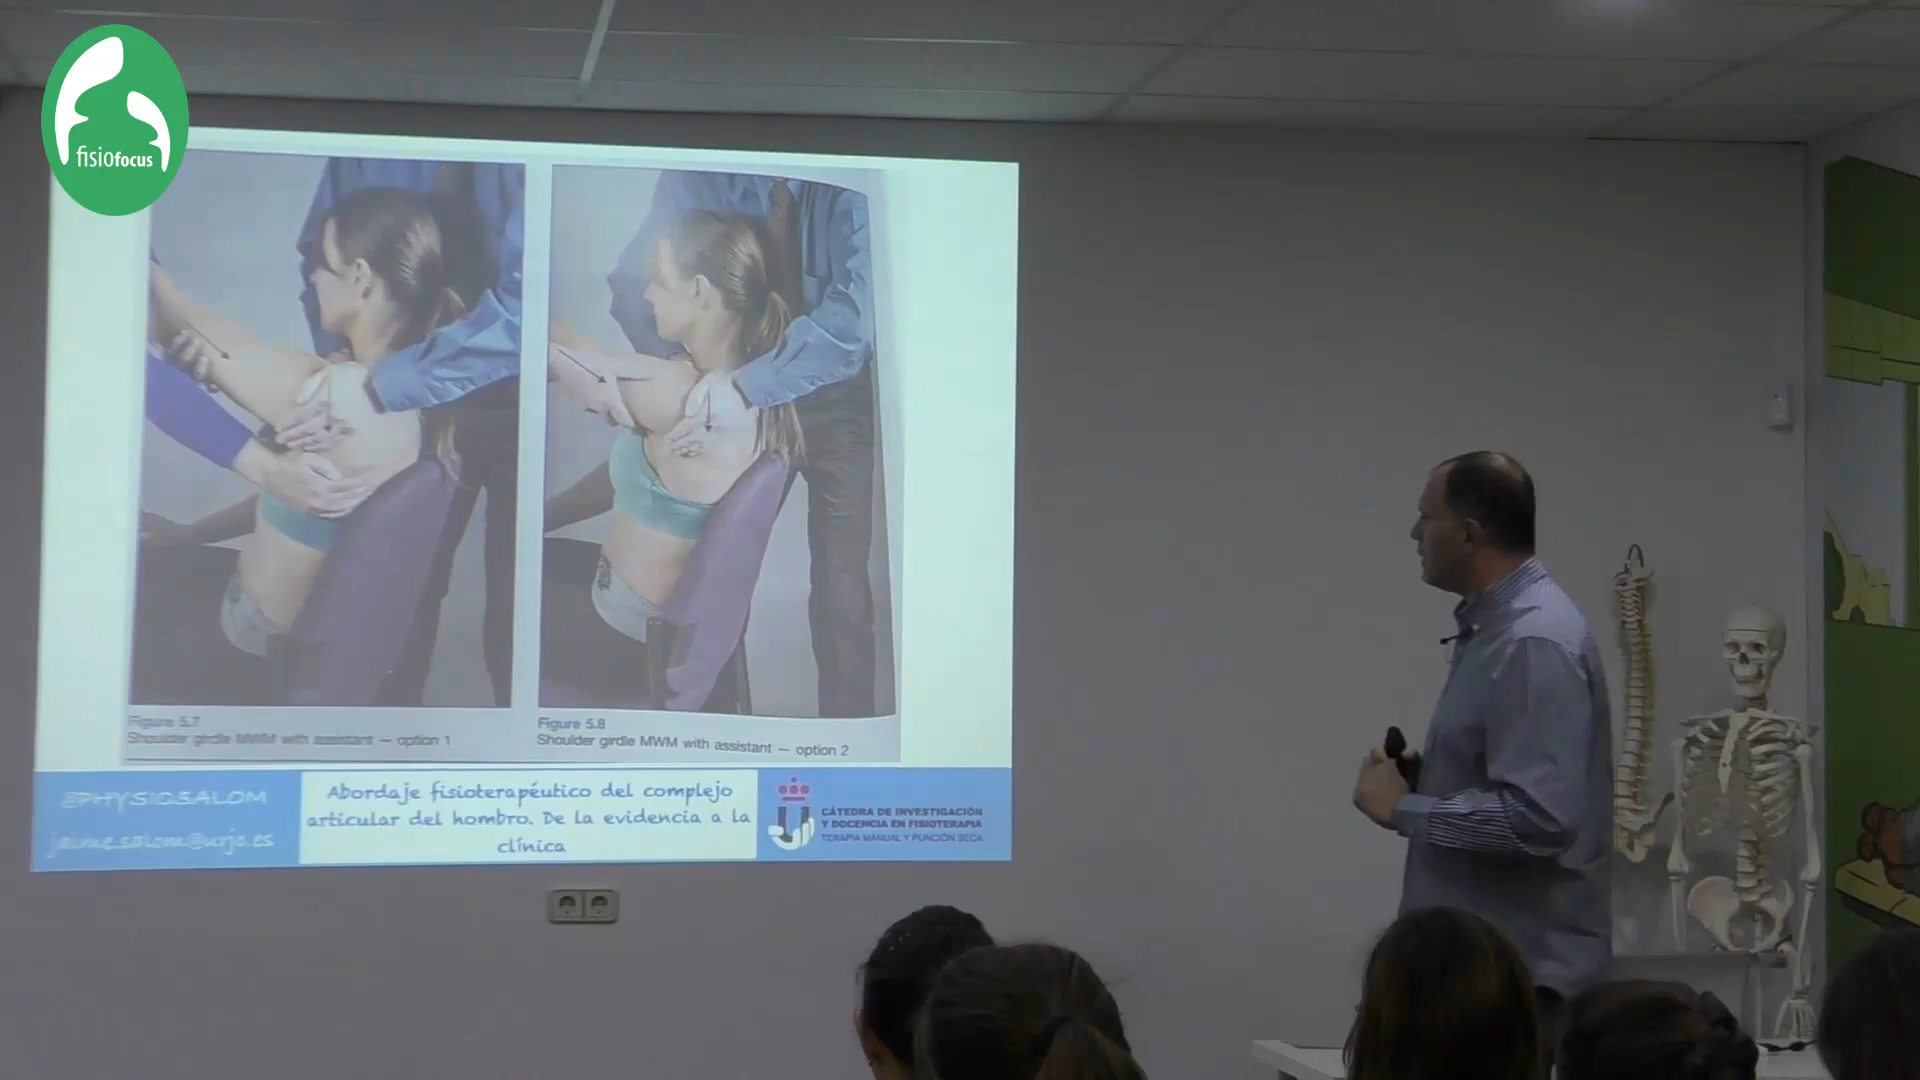 fisiofocus
Figure 5.7
Shoulder girdle MWM with assistant — option 1
Figure 5.8
Shoulder girdle MWM with assistant — option 2
@PHYSIOSALOM
jaime.salom@urjc.es
Abordaje fisioterapéutico del complejo
articular del hombro. De la evidencia a la
clínica
CÁTEDRA DE INVESTIGACIÓN
Y DOCENCIA EN FISIOTERAPIA
TERAPIA MANUAL Y PUNCIÓN SECA